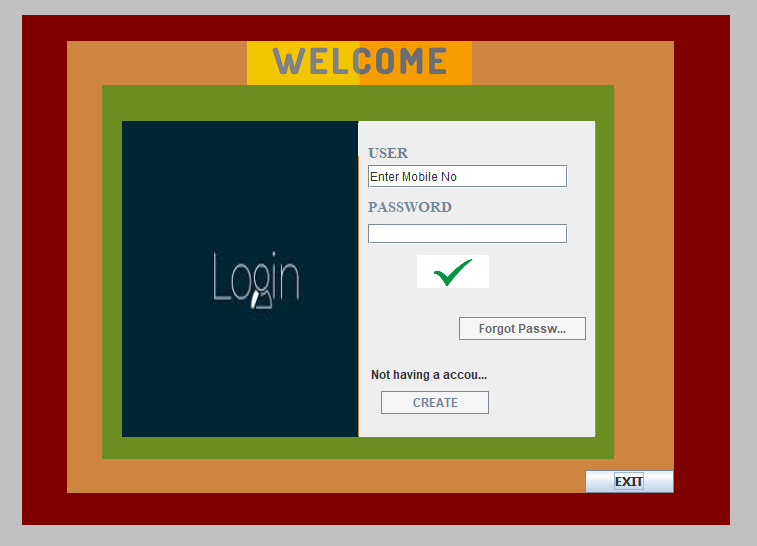 WELCOME
Login
USER
Enter Mobile No
PASSWORD
Forgot Passw...
Not having a accou...
CREATE
EXIT